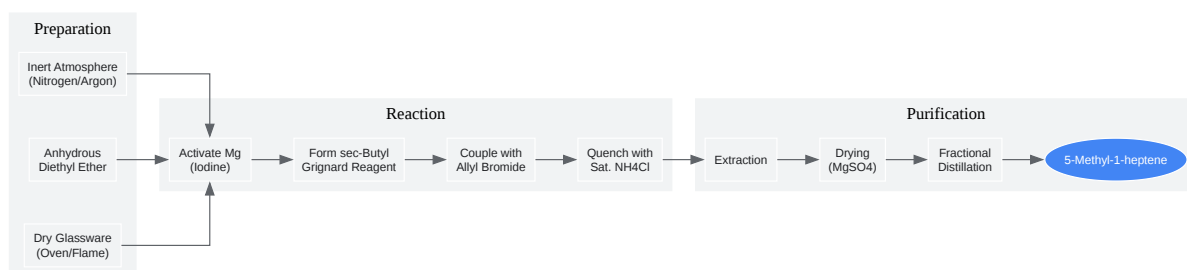 Preparation
Inert Atmosphere
(Nitrogen/Argon)
Anhydrous
Diethyl Ether
Dry Glassware
(Oven/Flame)
Reaction
Activate Mg
(Iodine)
Form sec-Butyl
Grignard Reagent
Couple with
Allyl Bromide
Quench with
Sat. NH4Cl
Purification
Extraction
Drying
(MgSO4)
Fractional
Distillation
5-Methyl-1-heptene